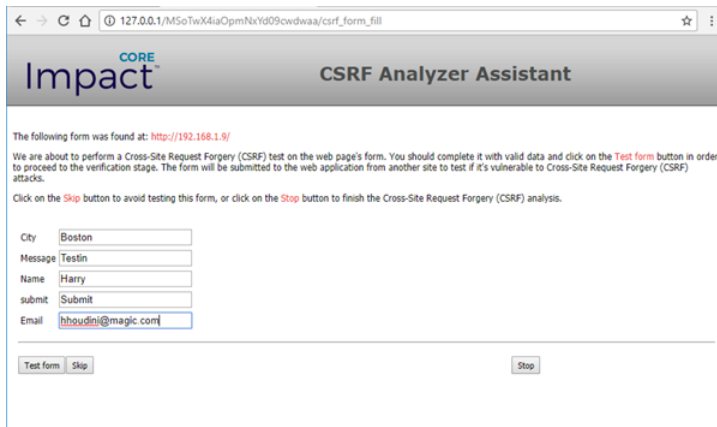 127.0.0.1/MSoTwX4iaOpmNxYd09cwdwaa/csrf_form_fill
CORE
Impact™
CSRF Analyzer Assistant
The following form was found at: http://192.168.1.9/
We are about to perform a Cross-Site Request Forgery (CSRF) test on the web page's form. You should complete it with valid data and click on the Test form button in order
to proceed to the verification stage. The form will be submitted to the web application from another site to test if it's vulnerable to Cross-Site Request Forgery (CSRF)
attacks.
Click on the Skip button to avoid testing this form, or click on the Stop button to finish the Cross-Site Request Forgery (CSRF) analysis.
City Boston
Message Testin
Name Harry
submit Submit
Email hhoudini@magic.com
Test form Skip Stop